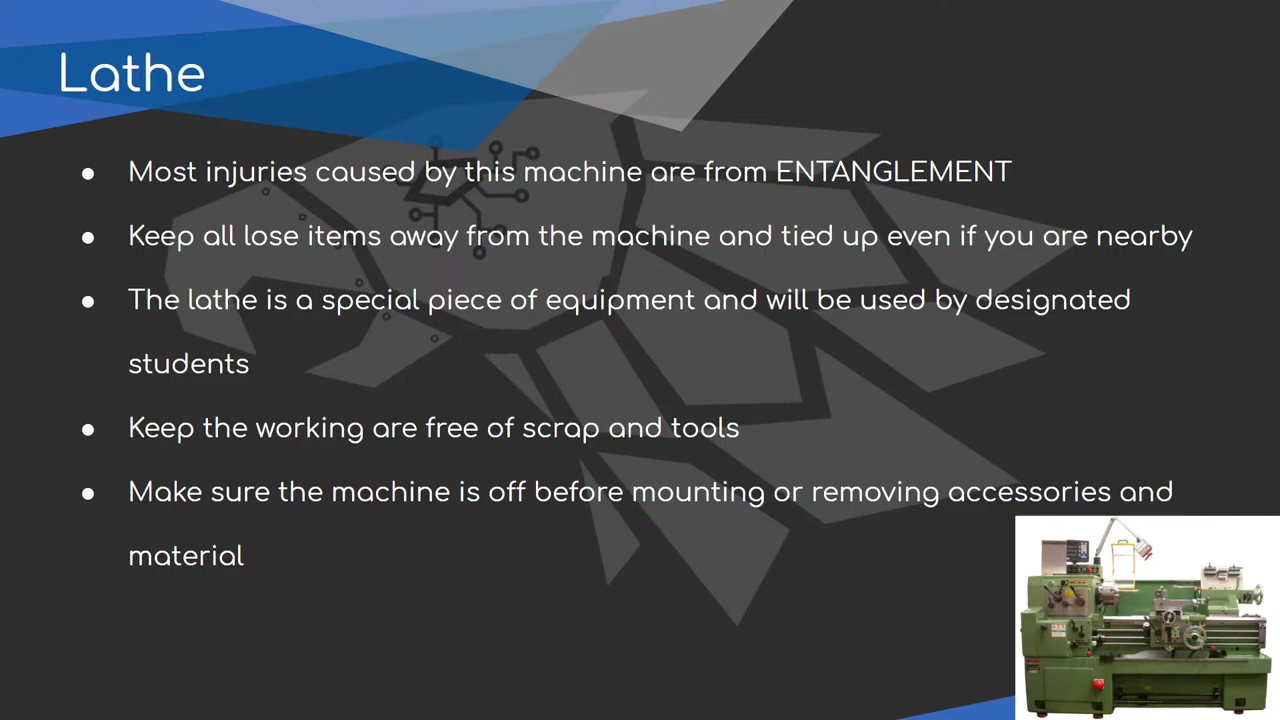 Lathe
● Most injuries caused by this machine are from ENTANGLEMENT
● Keep all lose items away from the machine and tied up even if you are nearby
● The lathe is a special piece of equipment and will be used by designated
students
● Keep the working are free of scrap and tools
● Make sure the machine is off before mounting or removing accessories and
material